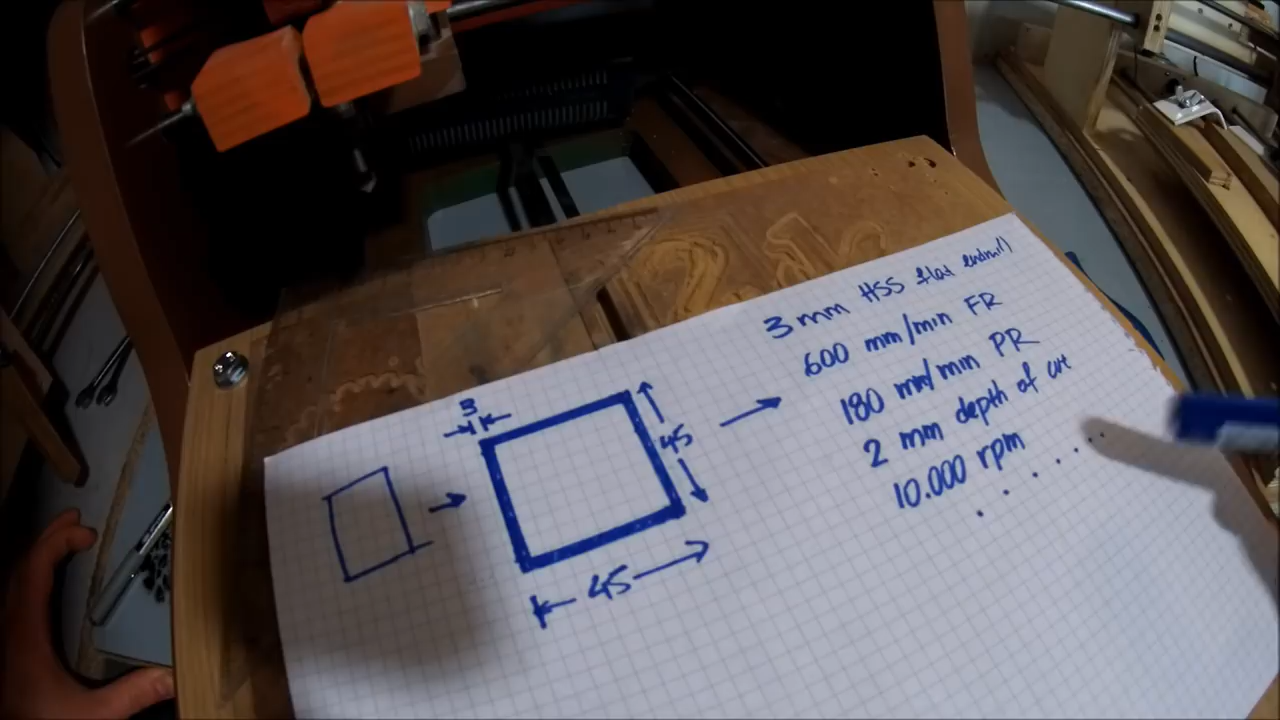 3 mm HSS flat endmill
600 mm/min FR
180 mm/min PR
2 mm depth of cut
10.000 rpm
. . . . .
3
45
45